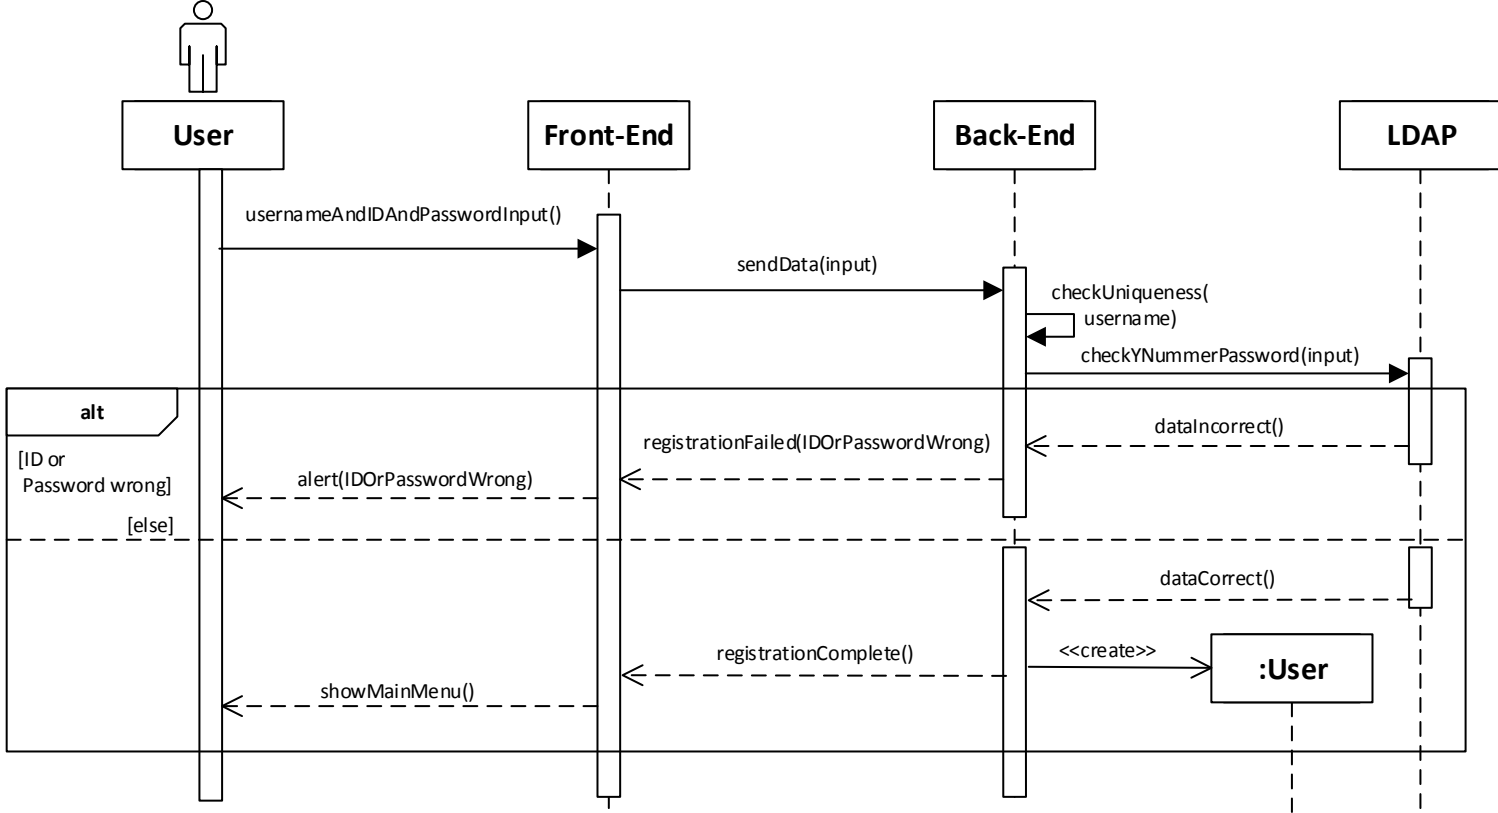 User
Front-End
Back-End
LDAP
usernameAndIDAndPasswordInput()
sendData(input)
checkUniqueness(
username)
checkYNummerPassword(input)
alt
[ID or
Password wrong]
dataIncorrect()
registrationFailed(IDOrPasswordWrong)
alert(IDOrPasswordWrong)
[else]
dataCorrect()
<<create>>
:User
registrationComplete()
showMainMenu()